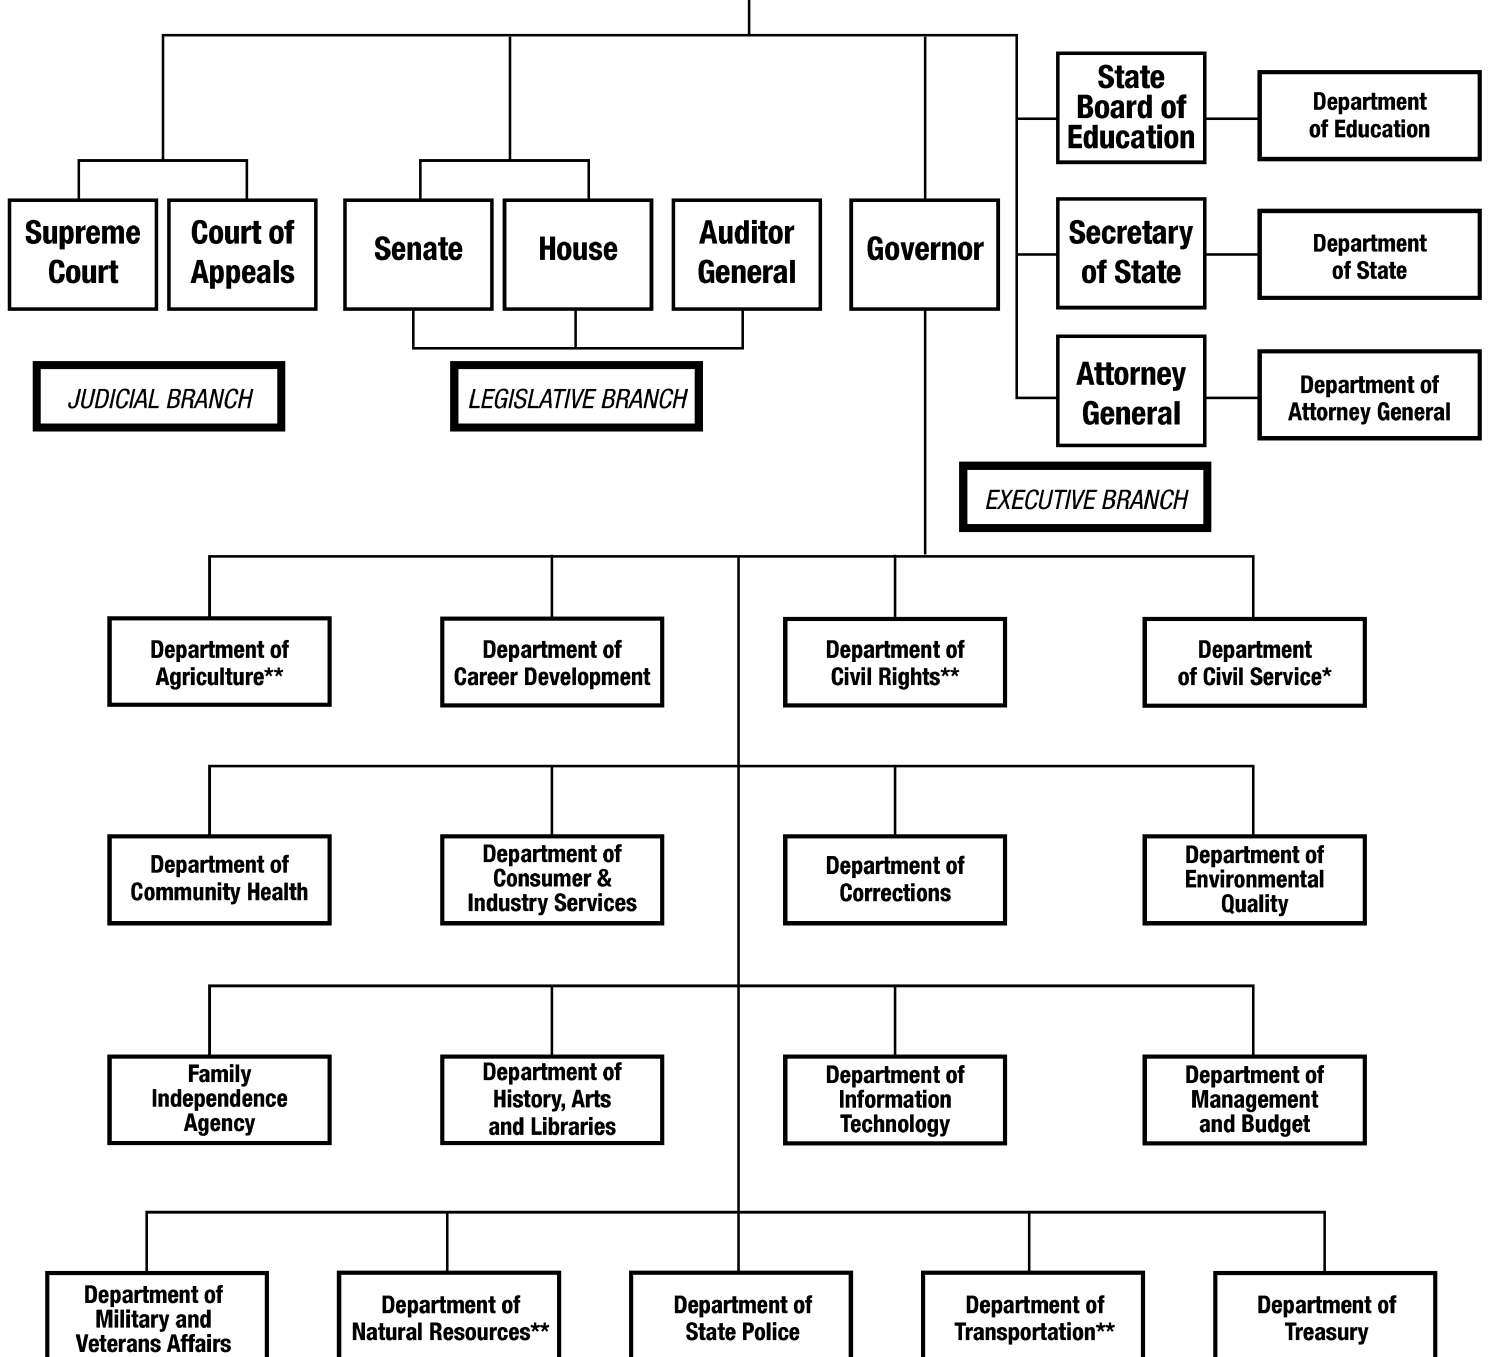 State
Board of
Education
Department
of Education
Supreme
Court
Court of
Appeals
Senate
House
Auditor
General
Governor
Secretary
of State
Department
of State
Attorney
General
Department of
Attorney General
JUDICIAL BRANCH
LEGISLATIVE BRANCH
EXECUTIVE BRANCH
Department of
Agriculture**
Department of
Career Development
Department of
Civil Rights**
Department
of Civil Service*
Department of
Community Health
Department of
Consumer &
Industry Services
Department of
Corrections
Department of
Environmental
Quality
Family
Independence
Agency
Department of
History, Arts
and Libraries
Department of
Information
Technology
Department of
Management
and Budget
Department of
Military and
Veterans Affairs
Department of
Natural Resources**
Department of
State Police
Department of
Transportation**
Department of
Treasury